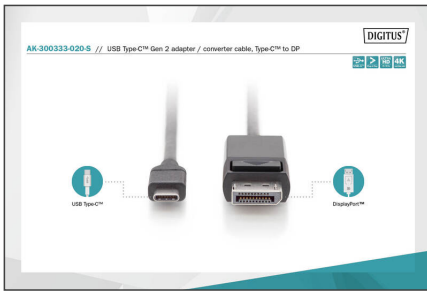 DIGITUS®
AK-300333-020-S // USB Type-C™ Gen 2 adapter / converter cable, Type-C™ to DP
HD
4K
USB Type-C™
DisplayPort™